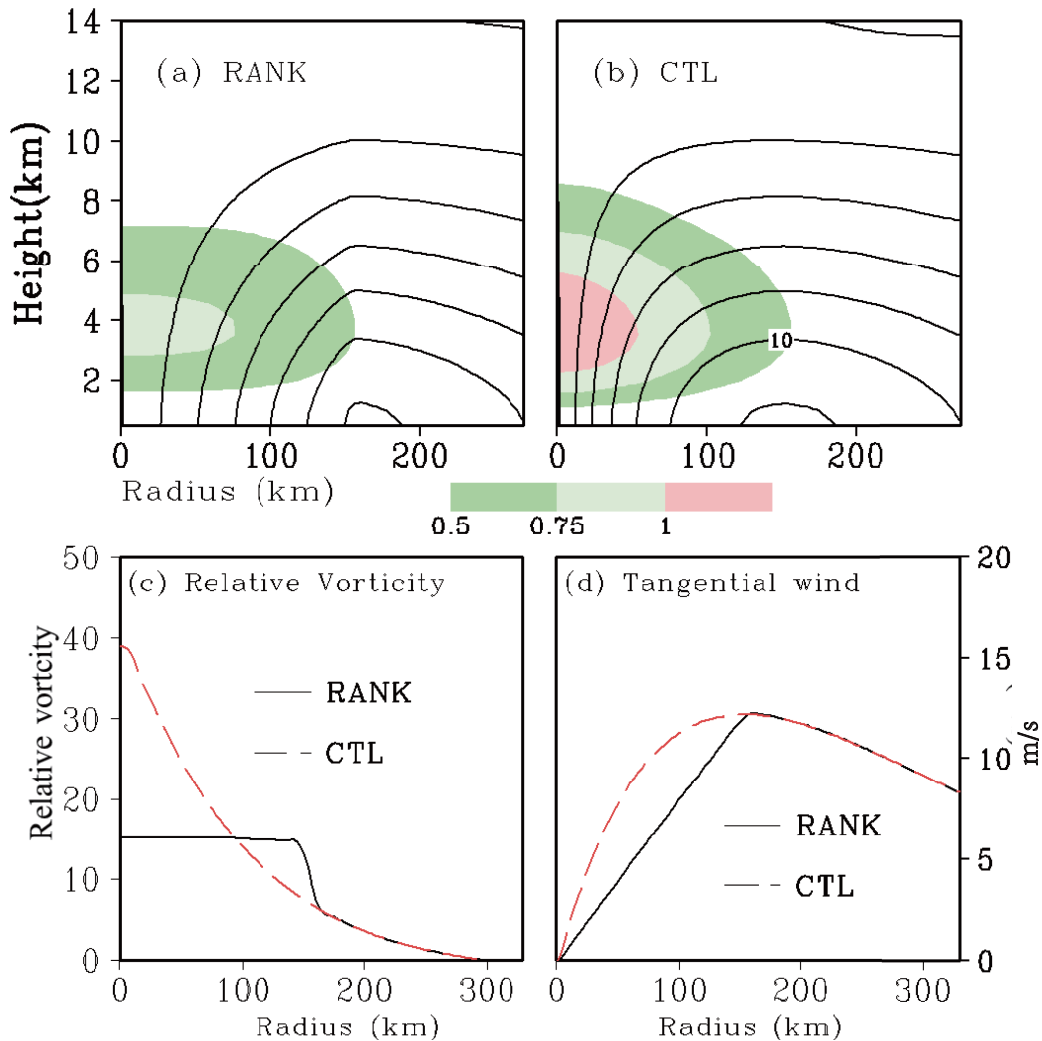 (a) RANK
(b) CTL
Height(km)
14
12
10
8
6
4
2
10
0
100
200
0
100
200
Radius (km)
0.5
0.75
1
(c) Relative Vorticity
(d) Tangential wind
Relative vortcity
50
40
30
20
10
0
RANK
CTL
0
100
200
300
Radius (km)
20
15
10
5
0
m/s
RANK
CTL
0
100
200
300
Radius (km)